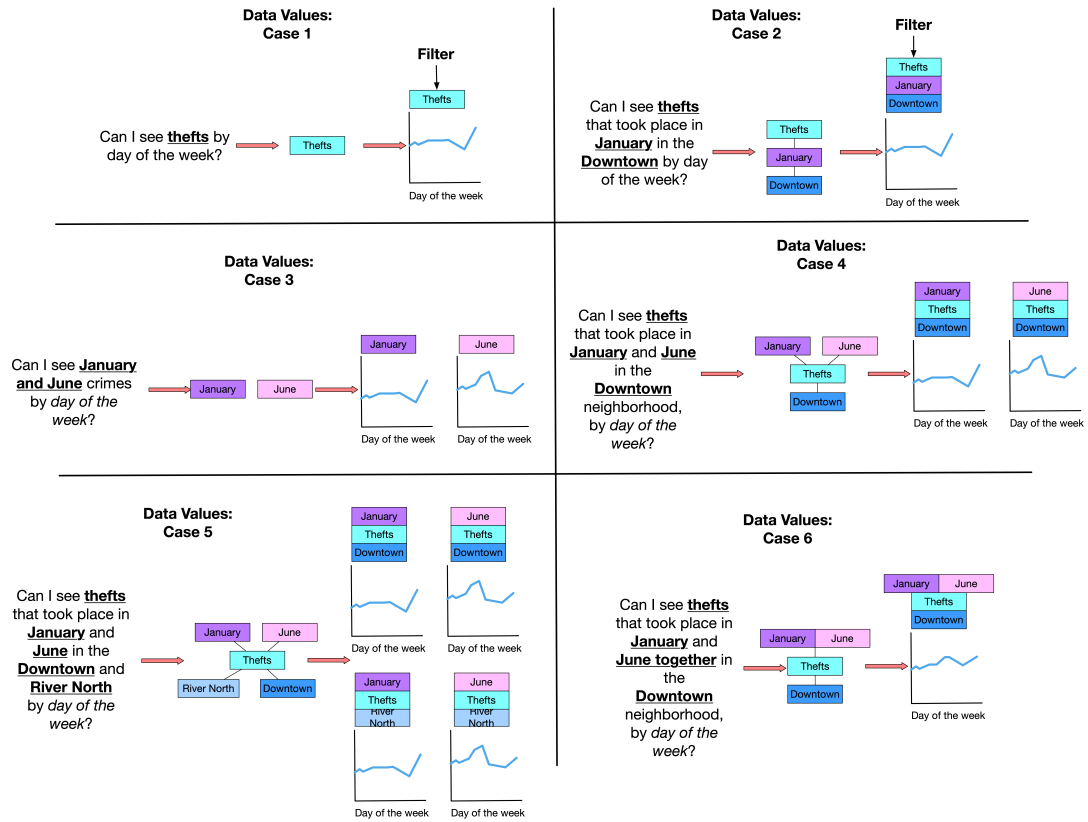 Data Values:
Case 1
Filter
Thefts
Can I see thefts by
day of the week?
Thefts
Day of the week
Data Values:
Case 2
Filter
Thefts
January
Downtown
Can I see thefts
that took place in
January in the
Downtown by day
of the week?
Thefts
January
Downtown
Day of the week
Data Values:
Case 3
Can I see January
and June crimes
by day of the
week?
January
June
January
June
Day of the week
Day of the week
Data Values:
Case 4
Can I see thefts
that took place in
January and June
in the
Downtown
neighborhood,
by day of the
week?
January
June
Thefts
Downtown
January
Thefts
Downtown
June
Thefts
Downtown
Day of the week
Day of the week
Data Values:
Case 5
Can I see thefts
that took place in
January and
June in the
Downtown and
River North
by day of the
week?
January
June
Thefts
River North
Downtown
January
Thefts
Downtown
June
Thefts
Downtown
Day of the week
Day of the week
January
Thefts
River
North
June
Thefts
River
North
Day of the week
Day of the week
Data Values:
Case 6
Can I see thefts
that took place in
January and
June together in
the
Downtown
neighborhood,
by day of the
week?
January
June
Thefts
Downtown
January
June
Thefts
Downtown
Day of the week